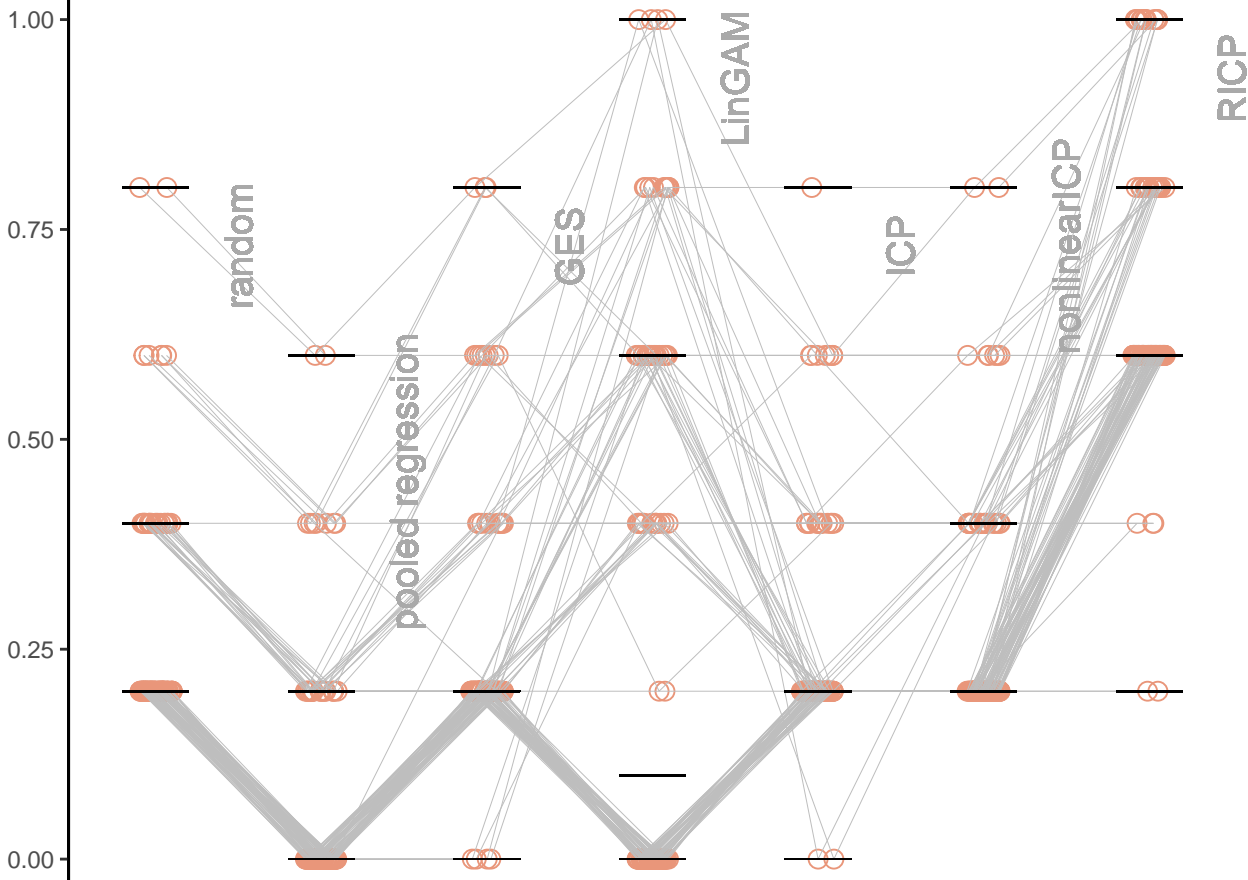 1.00
0.75
0.50
0.25
0.00
random
pooled regression
GES
LinGAM
ICP
nonlinearICP
RICP